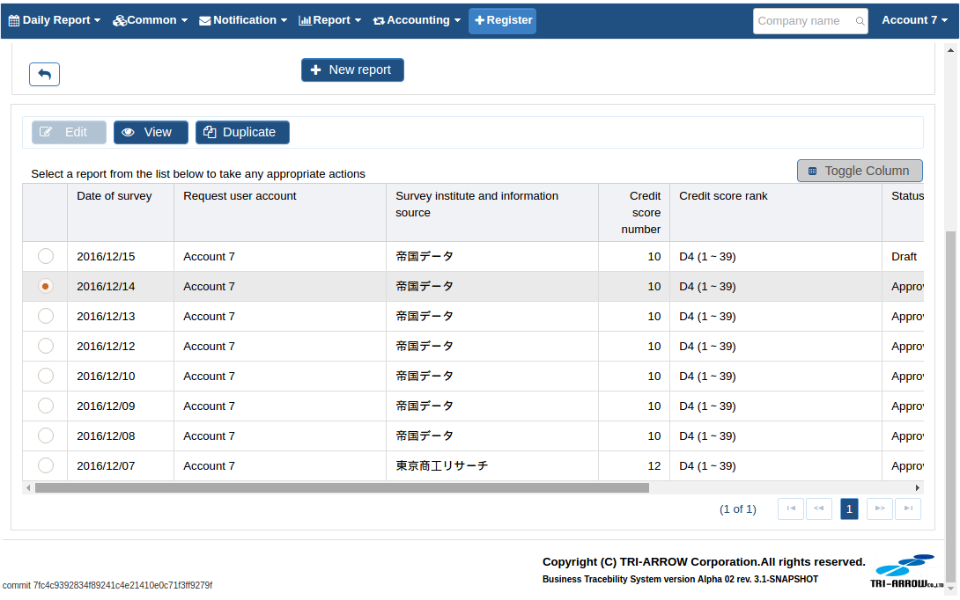 Daily Report Common Notification Report Accounting Register Company name Account 7
New report
Edit View Duplicate
Select a report from the list below to take any appropriate actions
Toggle Column
Date of survey Request user account Survey institute and information source Credit score number Credit score rank Status
2016/12/15 Account 7 帝国データ 10 D4 (1 ~ 39) Draft
2016/12/14 Account 7 帝国データ 10 D4 (1 ~ 39) Approv
2016/12/13 Account 7 帝国データ 10 D4 (1 ~ 39) Approv
2016/12/12 Account 7 帝国データ 10 D4 (1 ~ 39) Approv
2016/12/10 Account 7 帝国データ 10 D4 (1 ~ 39) Approv
2016/12/09 Account 7 帝国データ 10 D4 (1 ~ 39) Approv
2016/12/08 Account 7 帝国データ 10 D4 (1 ~ 39) Approv
2016/12/07 Account 7 東京商工リサーチ 12 D4 (1 ~ 39) Approv
(1 of 1) 1
Copyright (C) TRI-ARROW Corporation.All rights reserved.
Business Tracebility System version Alpha 02 rev. 3.1-SNAPSHOT
TRI-ARROW Co.,LTD
commit 7fc4c9392834f89241c4e21410e0c71f3ff9279f